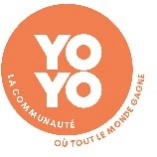 YO
YO
LA COMMUNAUTÉ
OÙ TOUT LE MONDE GAGNE